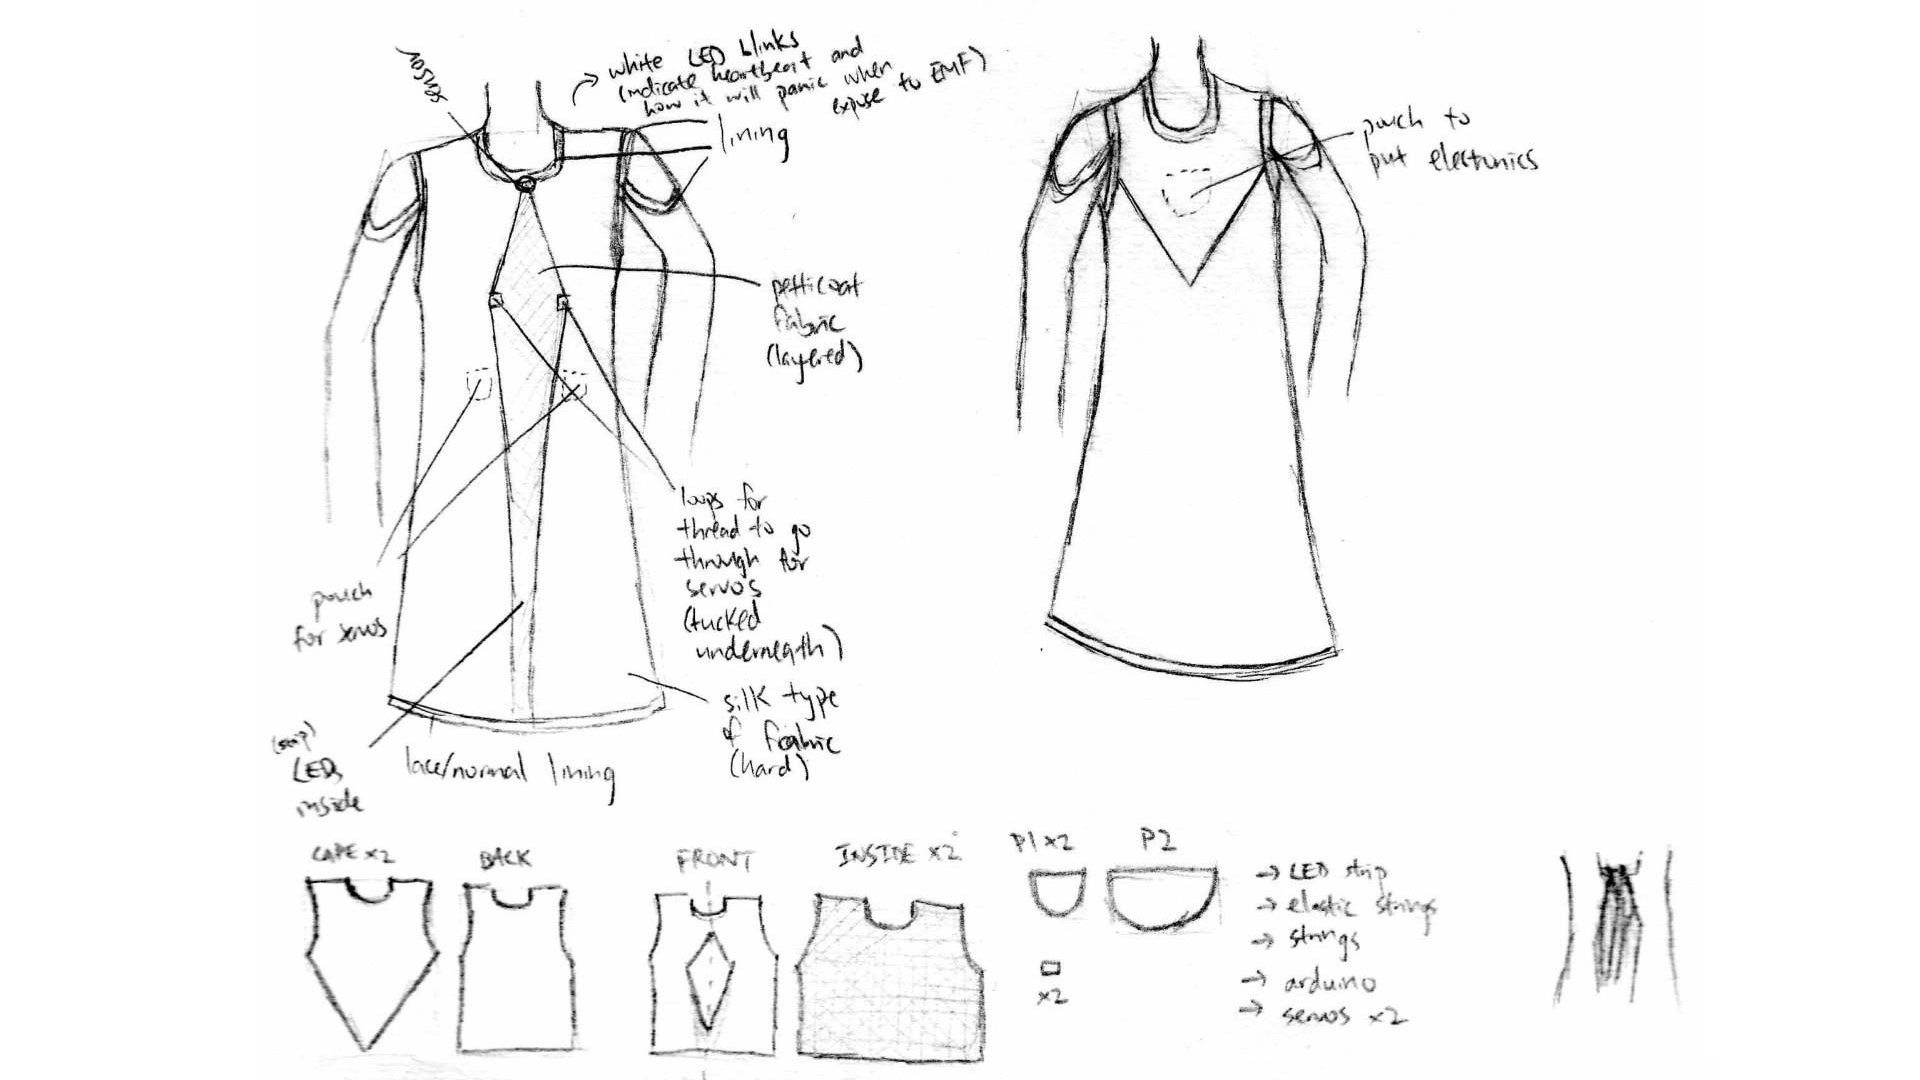 sensor
white LED blinks
(indicate heartbeat and
how it will panic when
expose to EMF)
lining
petticoat
fabric
(layered)
loops for
thread to go
through for
servos
(tucked
underneath)
pouch
for servos
silk type
of fabric
(hard)
(strip)
LEDs
inside
lace/normal lining
pouch to
put electronics
CAPE x2
BACK
FRONT
INSIDE x2
P1 x2
P2
x2
→ LED strip
→ elastic strings
→ strings
→ arduino
→ servos x2